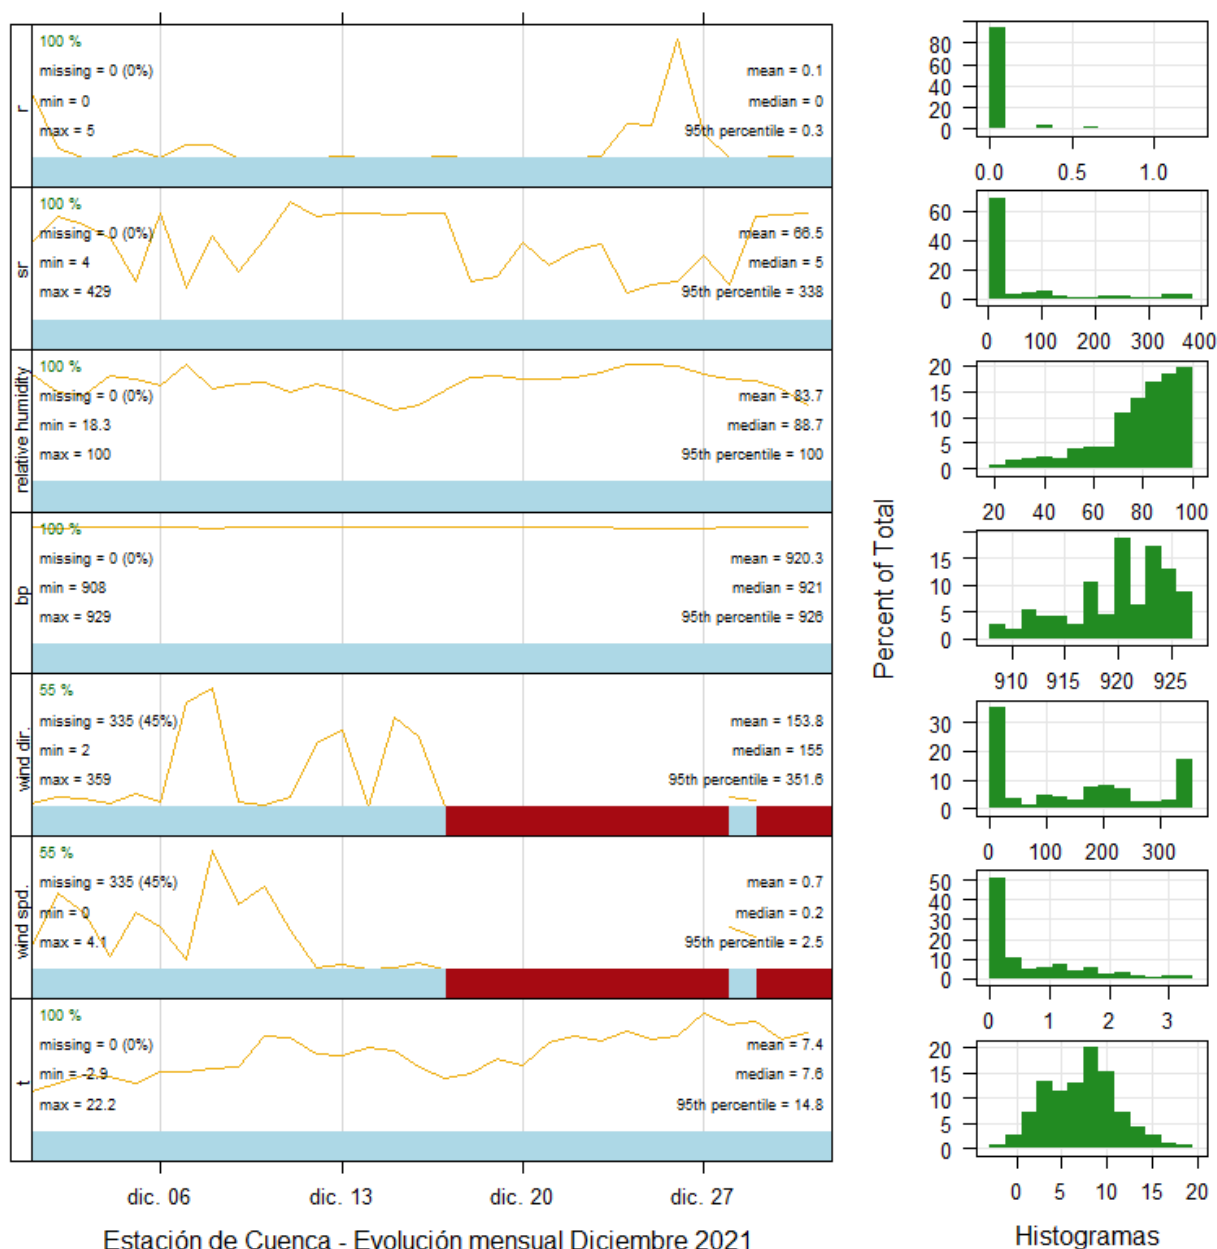 r
100 %
missing = 0 (0%)
min = 0
max = 5
mean = 0.1
median = 0
95th percentile = 0.3
sr
100 %
missing = 0 (0%)
min = 4
max = 429
mean = 66.5
median = 5
95th percentile = 338
relative humidity
100 %
missing = 0 (0%)
min = 18.3
max = 100
mean = 83.7
median = 88.7
95th percentile = 100
bp
100 %
missing = 0 (0%)
min = 908
max = 929
mean = 920.3
median = 921
95th percentile = 926
wind dir.
55 %
missing = 335 (45%)
min = 2
max = 359
mean = 153.8
median = 155
95th percentile = 351.6
wind spd.
55 %
missing = 335 (45%)
min = 0
max = 4.1
mean = 0.7
median = 0.2
95th percentile = 2.5
t
100 %
missing = 0 (0%)
min = -2.9
max = 22.2
mean = 7.4
median = 7.6
95th percentile = 14.8
dic. 06 dic. 13 dic. 20 dic. 27
Estación de Cuenca - Evolución mensual Diciembre 2021
Percent of Total
80
60
40
20
0
0.0 0.5 1.0
60
40
20
0
0 100 200 300 400
20
15
10
5
0
20 40 60 80 100
15
10
5
0
910 915 920 925
30
20
10
0
0 100 200 300
50
40
30
20
10
0
0 1 2 3
20
15
10
5
0
0 5 10 15 20
Histogramas